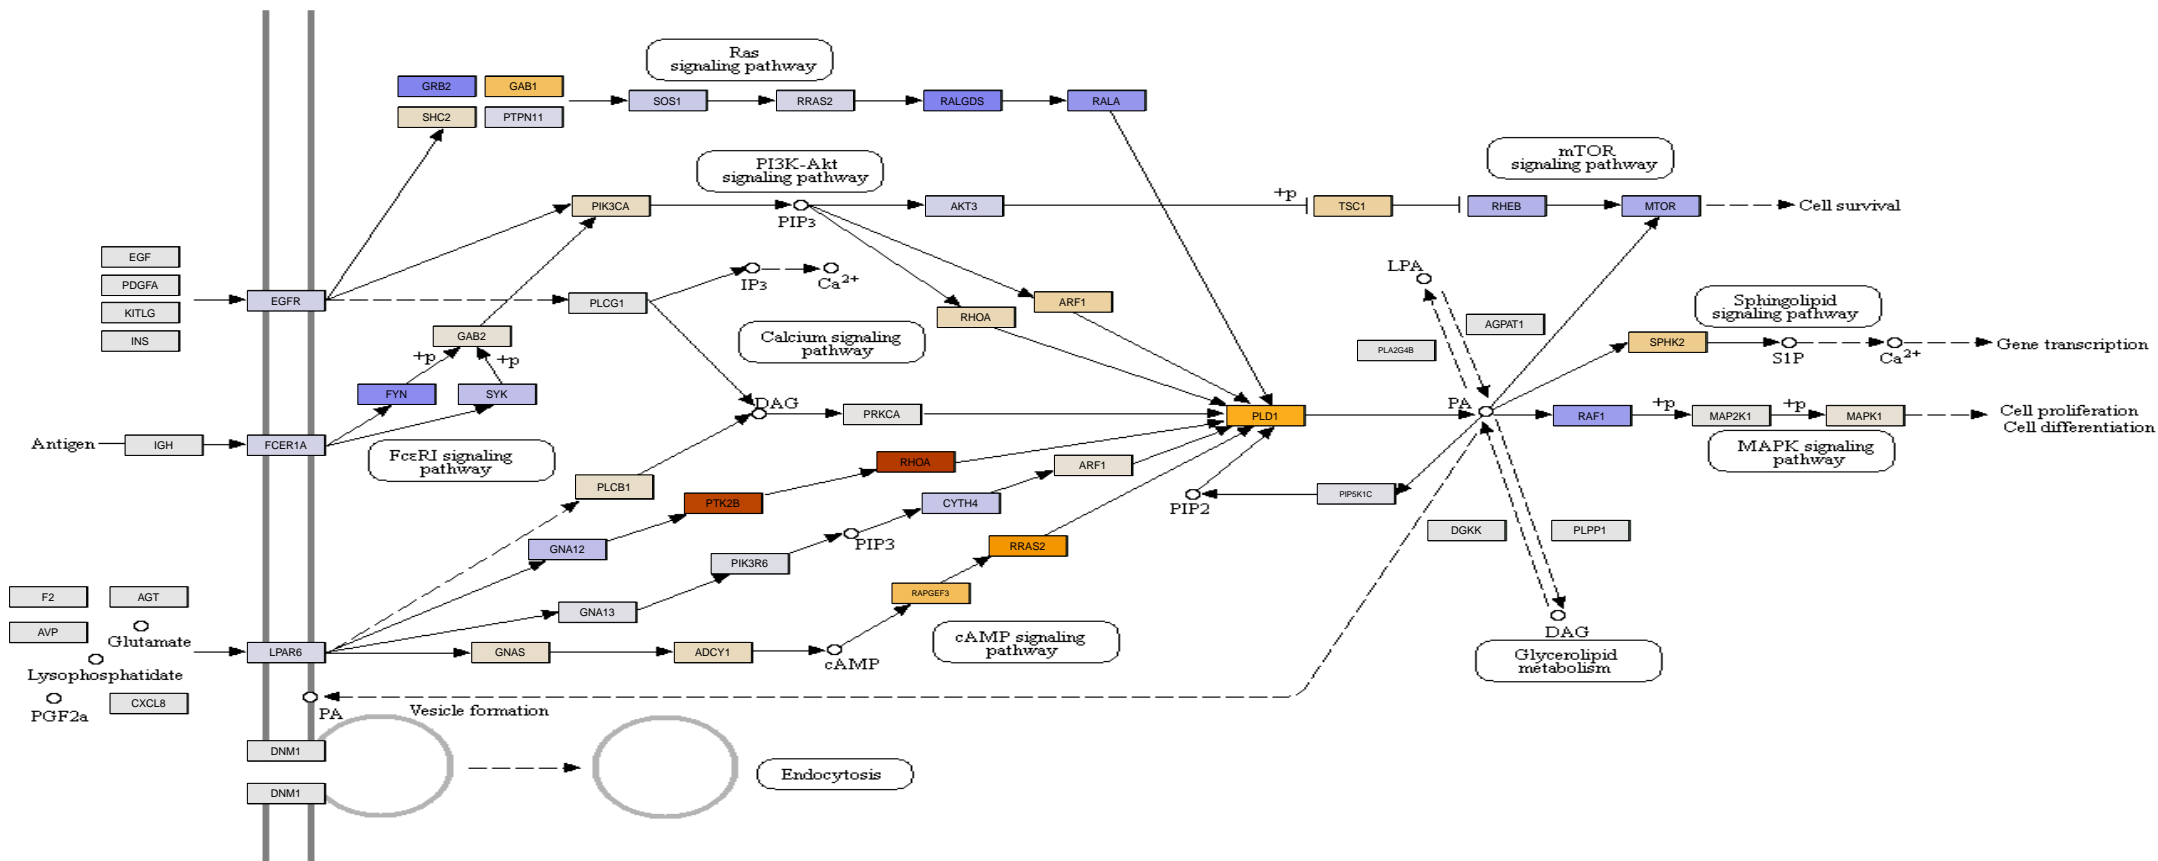 Ras
signaling pathway
GRB2
GAB1
SHC2
PTPN11
SOS1
RRAS2
RALGDS
RALA
PI3K-Akt
signaling pathway
mTOR
signaling pathway
PIK3CA
PIP3
AKT3
+p
TSC1
RHEB
MTOR
Cell survival
EGF
PDGFA
KITLG
INS
EGFR
PLCG1
IP3
Ca2+
RHOA
ARF1
LPA
AGPAT1
PLA2G4B
Sphingolipid
signaling pathway
SPHK2
S1P
Ca2+
Gene transcription
GAB2
+p
+p
Calcium signaling
pathway
FYN
SYK
DAG
PRKCA
PLD1
PA
RAF1
+p
MAP2K1
+p
MAPK1
Cell proliferation
Cell differentiation
Antigen
IGH
FCER1A
FcεRI signaling
pathway
MAPK signaling
pathway
PLCB1
RHOA
ARF1
PTK2B
CYTH4
PIP2
PIP5K1C
DGKK
PLPP1
GNA12
PIK3R6
PIP3
RRAS2
RAPGEF3
GNA13
F2
AGT
AVP
Glutamate
Lysophosphatidate
PGF2a
CXCL8
LPAR6
GNAS
ADCY1
cAMP
cAMP signaling
pathway
DAG
Glycerolipid
metabolism
PA
Vesicle formation
DNM1
DNM1
Endocytosis